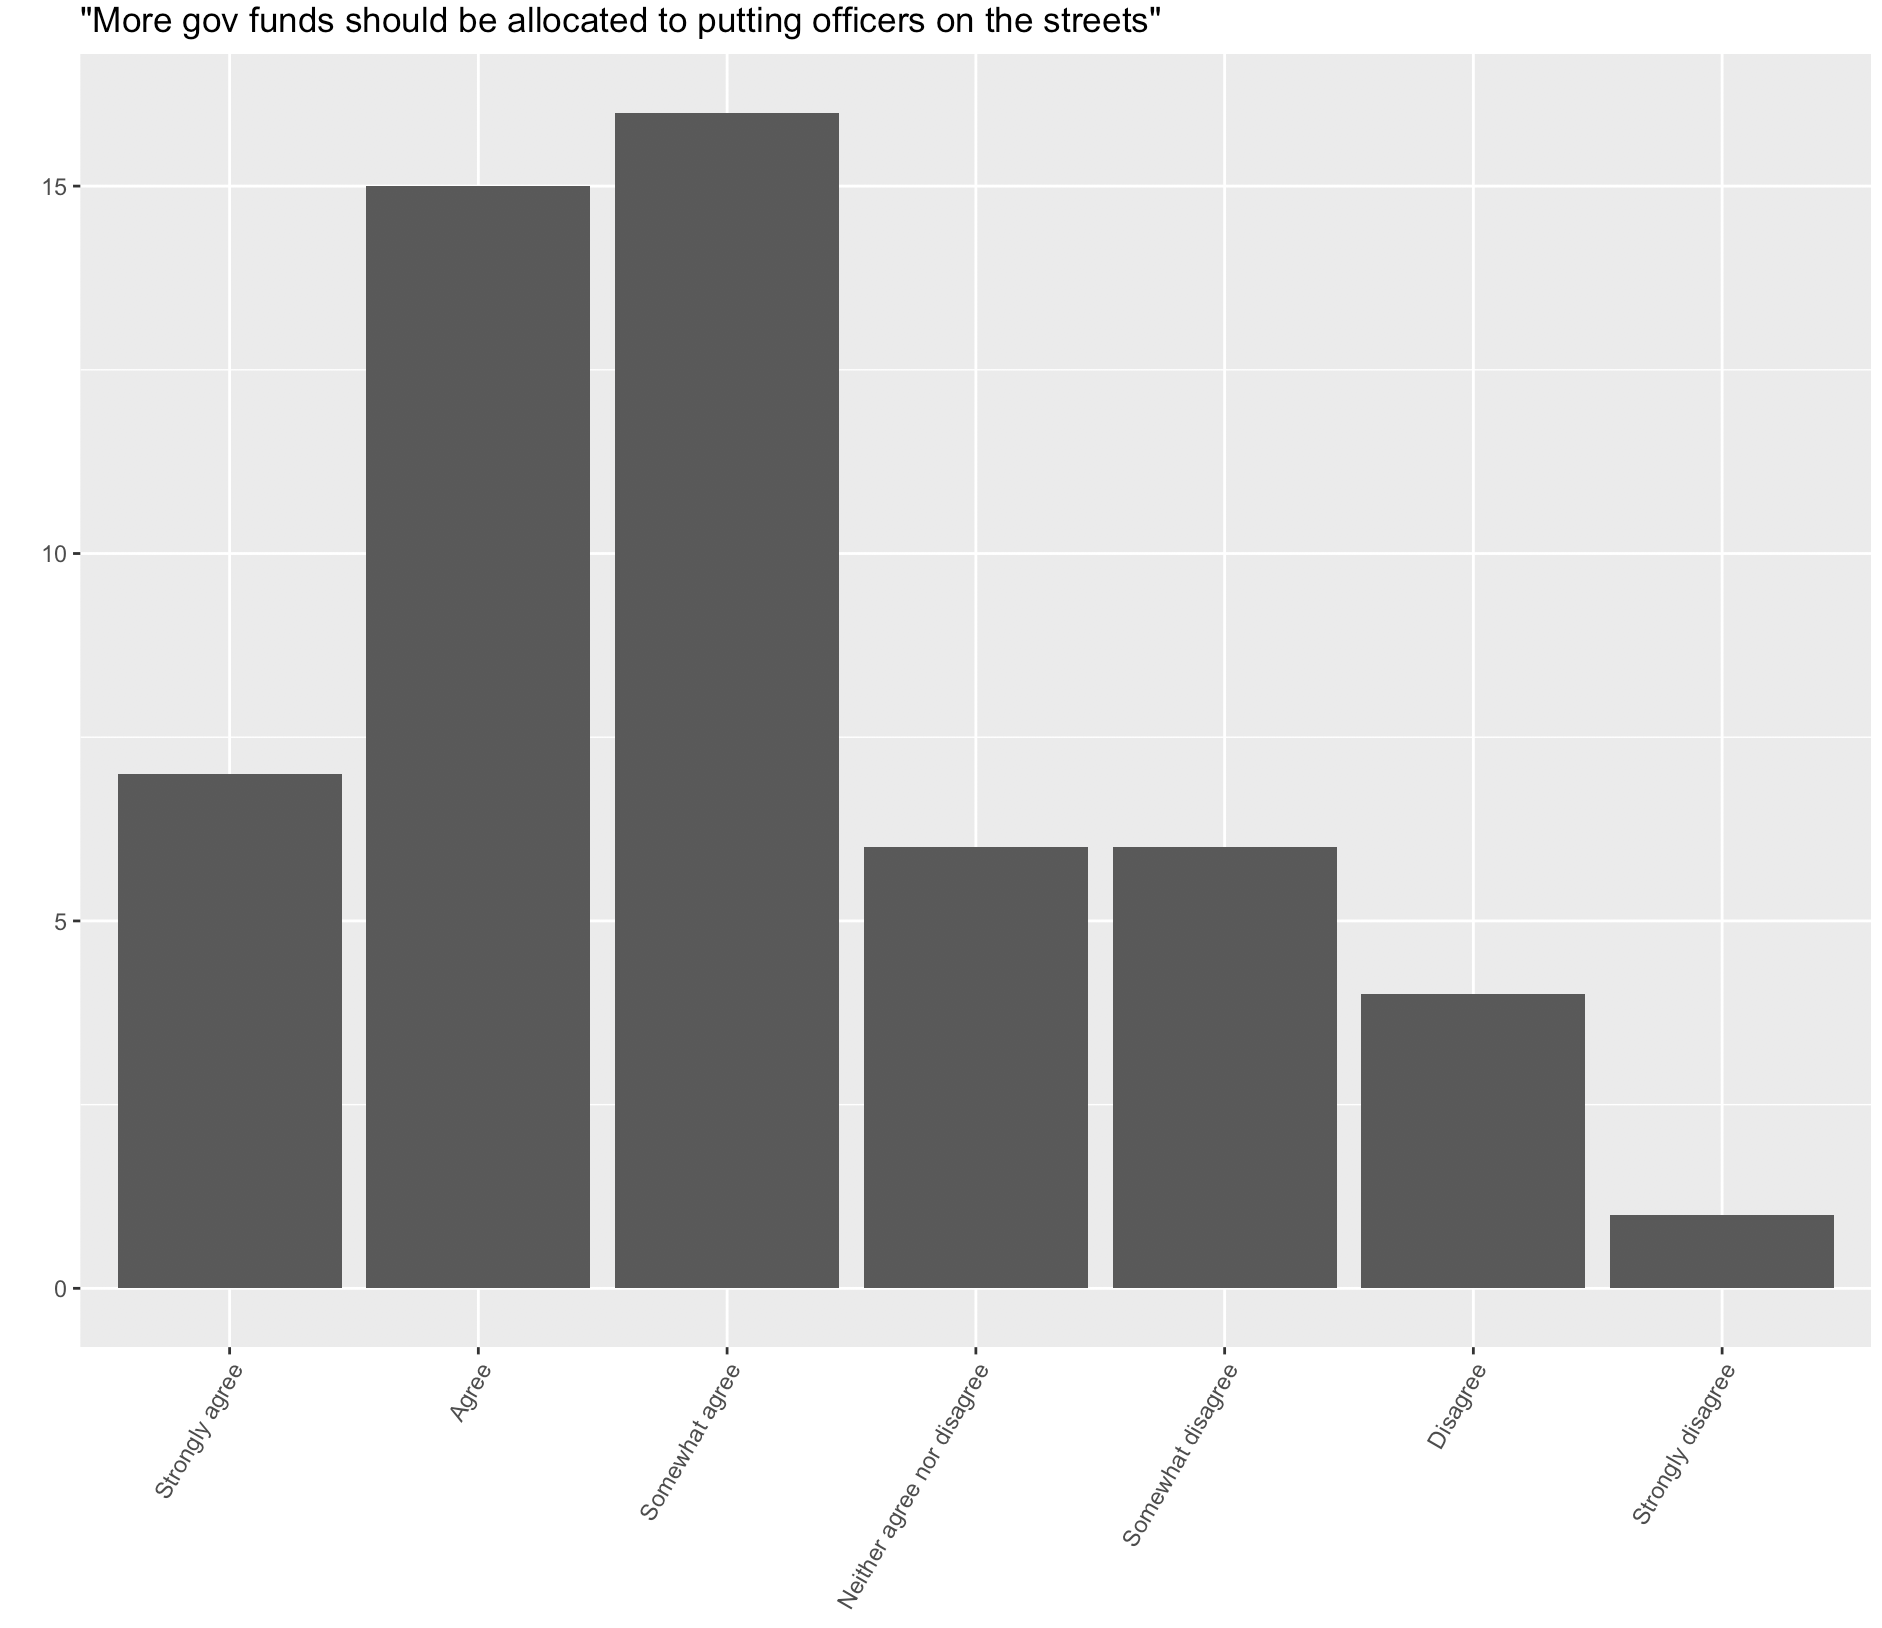 "More gov funds should be allocated to putting officers on the streets"
15
10
5
0
Strongly agree
Agree
Somewhat agree
Neither agree nor disagree
Somewhat disagree
Disagree
Strongly disagree